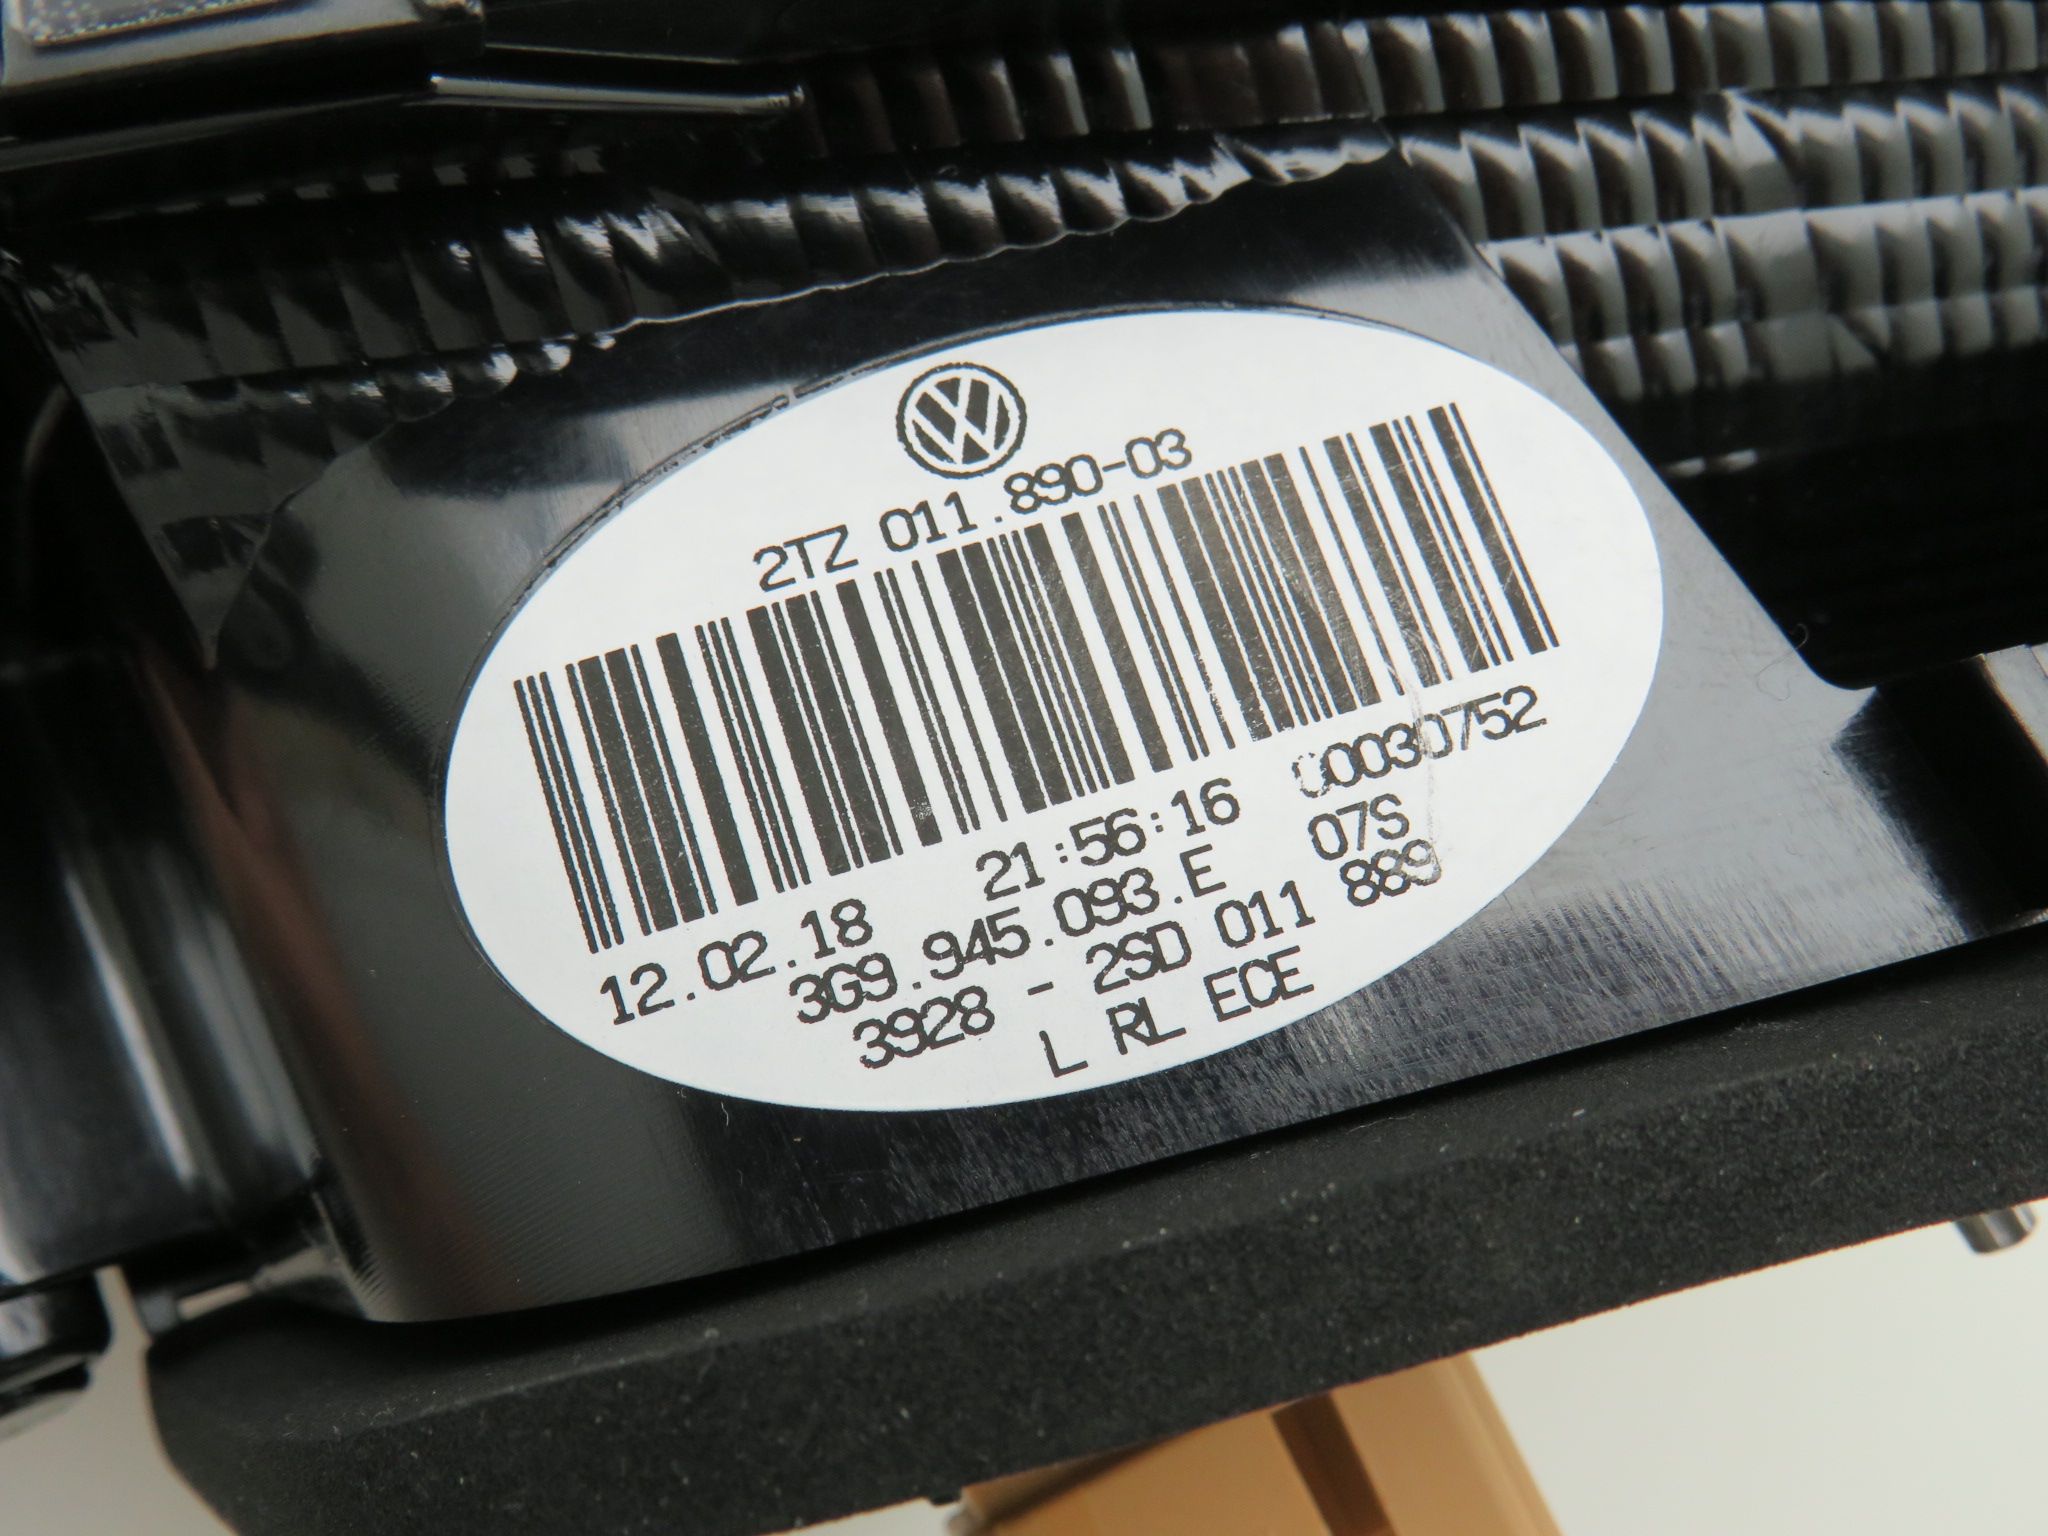 2TZ 011.890-03
12.02.18 21:56:16 00030752
3G9.945.093.E 07S
3928 - 2SD 011 889
L RL ECE